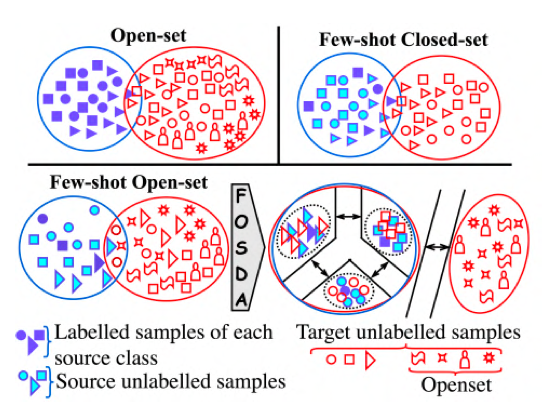 Open-set
Few-shot Closed-set
Few-shot Open-set
FOSDA
Labelled samples of each
source class
Source unlabelled samples
Target unlabelled samples
Openset